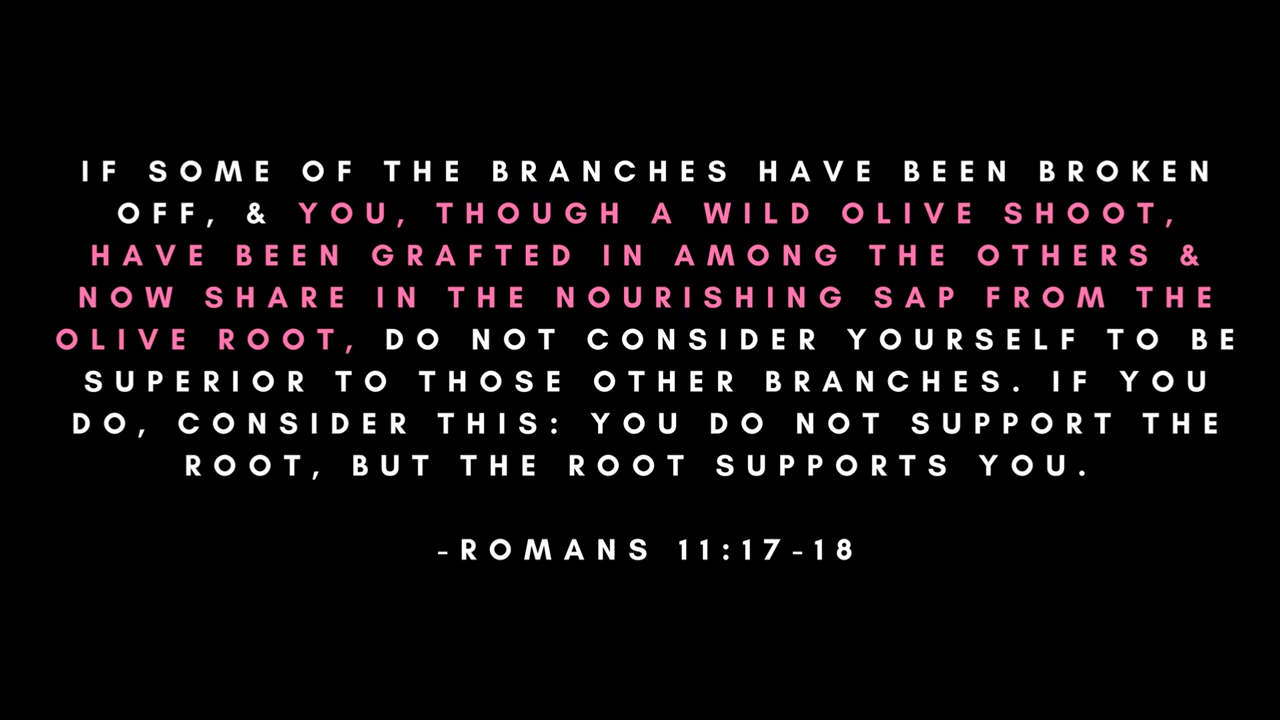 IF SOME OF THE BRANCHES HAVE BEEN BROKEN
OFF, & YOU, THOUGH A WILD OLIVE SHOOT,
HAVE BEEN GRAFTED IN AMONG THE OTHERS &
NOW SHARE IN THE NOURISHING SAP FROM THE
OLIVE ROOT, DO NOT CONSIDER YOURSELF TO BE
SUPERIOR TO THOSE OTHER BRANCHES. IF YOU
DO, CONSIDER THIS: YOU DO NOT SUPPORT THE
ROOT, BUT THE ROOT SUPPORTS YOU.
-ROMANS 11:17-18